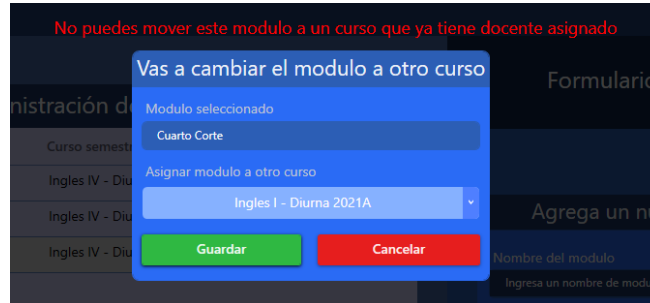 No puedes mover este modulo a un curso que ya tiene docente asignado
Vas a cambiar el modulo a otro curso
Formulario
nistración de
Modulo seleccionado
Cuarto Corte
Curso semest
Asignar modulo a otro curso
Ingles IV - Diu
Ingles I - Diurna 2021A
Ingles IV - Diu
Agrega un n
Ingles IV - Diu
Guardar
Cancelar
Nombre del modulo
Ingresa un nombre de modu